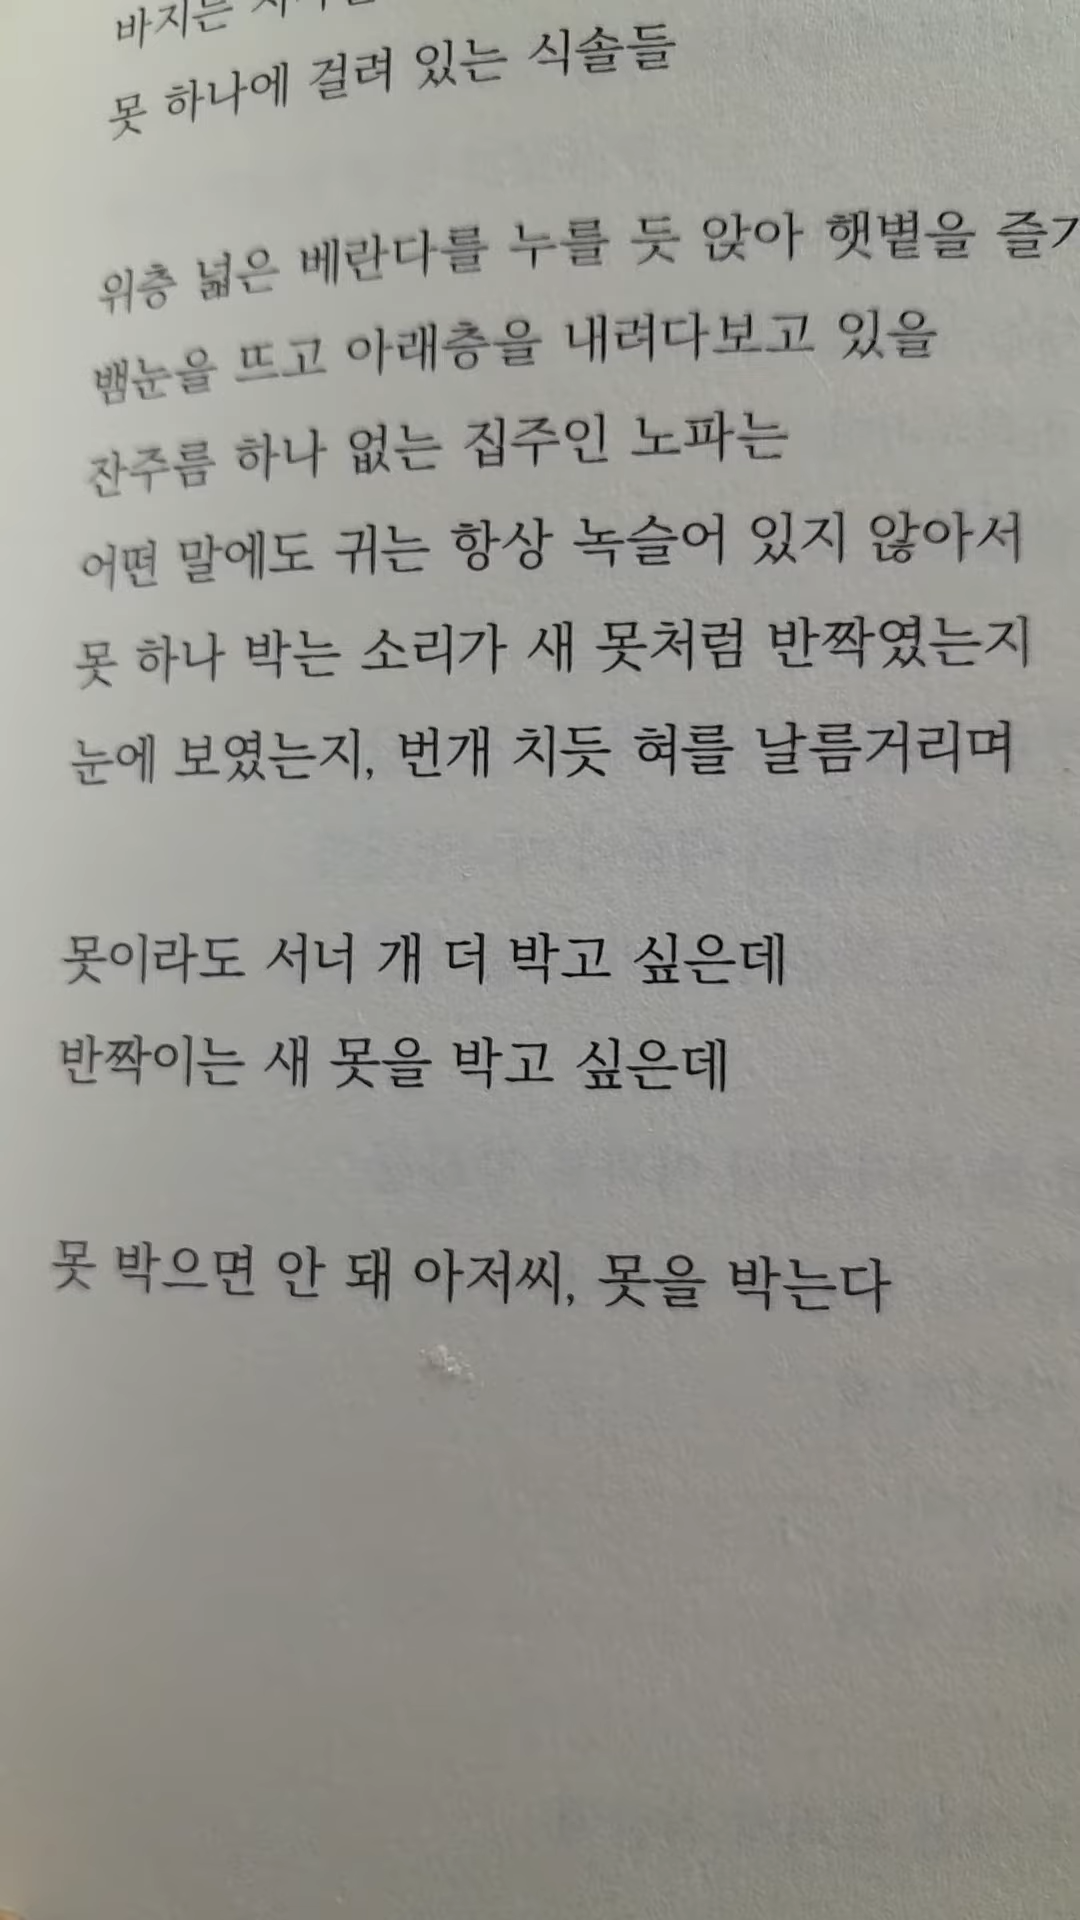 바지는
못 하나에 걸려 있는 식솔들
위층 넓은 베란다를 누를 듯 앉아 햇볕을
뱀눈을 뜨고 아래층을 내려다보고 있을
잔주름 하나 없는 집주인 노파는
어떤 말에도 귀는 항상 녹슬어 있지 않아서
못 하나 박는 소리가 새 못처럼 반짝였는지
눈에 보였는지, 번개 치듯 혀를 날름거리며
못이라도 서너 개 더 박고 싶은데
반짝이는 새 못을 박고 싶은데
못 박으면 안 돼 아저씨, 못을 박는다